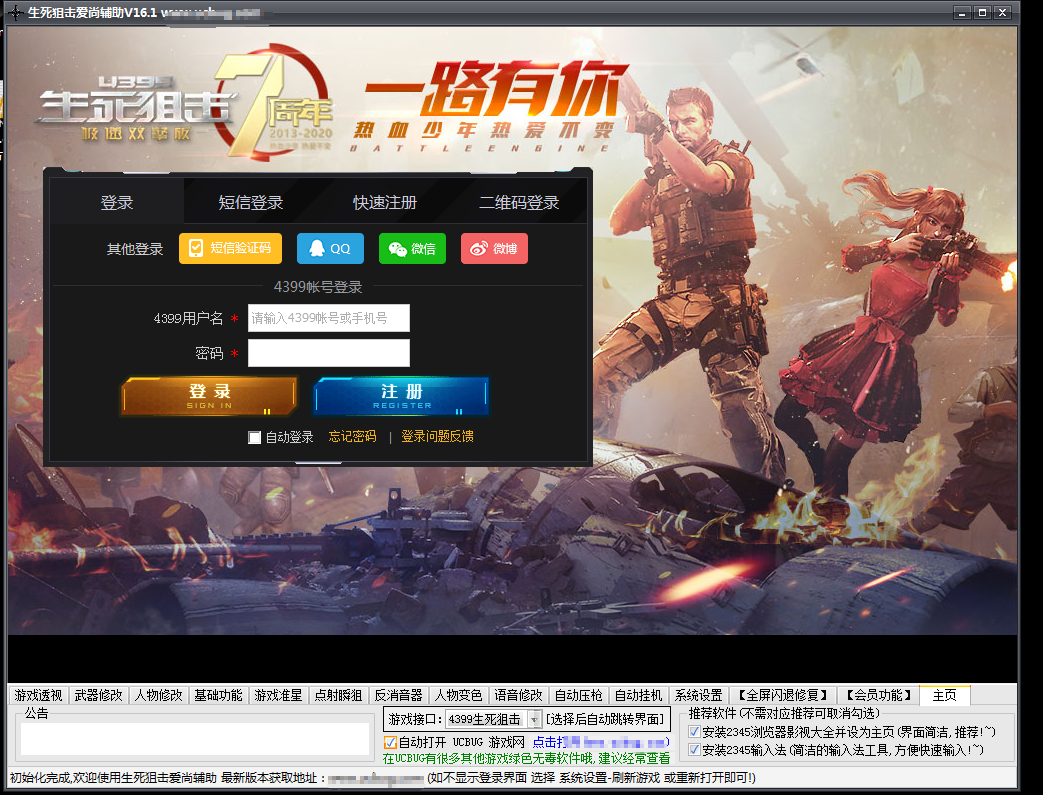 生死狙击爱尚辅助V16.1
4399
生死狙击
极速双擎版
7周年
2013-2020
一路有你
热血少年热爱不变
BATTLEENGINE
登录 短信登录 快速注册 二维码登录
其他登录 短信验证码 QQ 微信 微博
4399帐号登录
4399用户名 * 请输入4399帐号或手机号
密码 *
登录 注册
SIGN IN REGISTER
自动登录 忘记密码 | 登录问题反馈
游戏透视 武器修改 人物修改 基础功能 游戏准星 点射瞬狙 反消音器 人物变色 语音修改 自动压枪 自动挂机 系统设置 【全屏闪退修复】 【会员功能】 主页
公告
游戏接口: 4399生死狙击 [选择后自动跳转界面]
自动打开 UCBUG 游戏网 点击打
在UCBUG有很多其他游戏绿色无毒软件哦,建议经常查看
推荐软件(不需对应推荐可取消勾选)
安装2345浏览器影视大全并设为主页(界面简洁,推荐!~)
安装2345输入法(简洁的输入法工具,方便快速输入!~)
初始化完成,欢迎使用生死狙击爱尚辅助 最新版本获取地址: (如不显示登录界面 选择 系统设置-刷新游戏 或重新打开即可!)